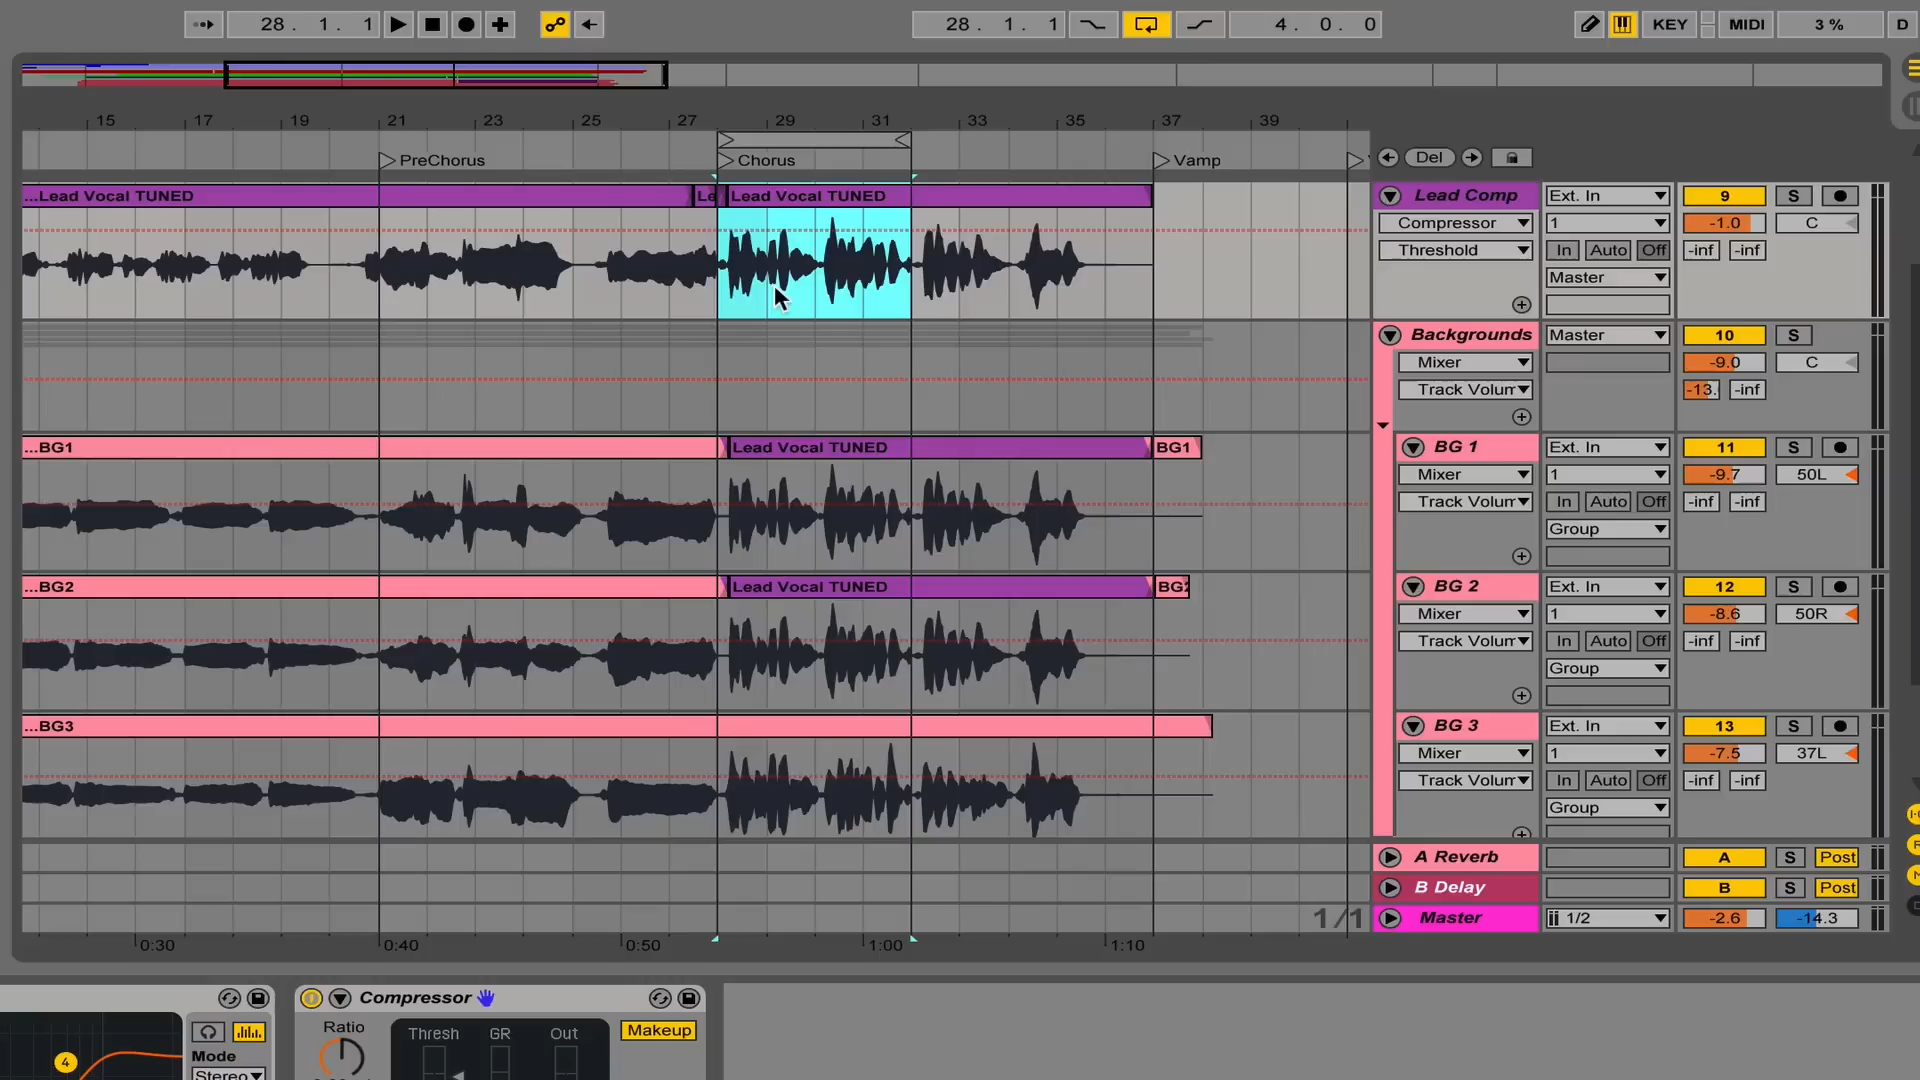 28. 1. 1
28. 1. 1
4. 0. 0
KEY
MIDI
3 %
D
15 17 19 21 23 25 27 29 31 33 35 37 39
PreChorus
Chorus
Vamp
Del
...Lead Vocal TUNED
Le
Lead Vocal TUNED
Lead Comp
Ext. In
9
S
Compressor
1
-1.0
C
Threshold
In Auto Off
-inf -inf
Master
Backgrounds
Master
10
S
Mixer
-9.0
C
Track Volum
-13.
-inf
...BG1
Lead Vocal TUNED
BG1
BG 1
Ext. In
11
S
Mixer
1
-9.7
50L
Track Volum
In Auto Off
-inf -inf
Group
...BG2
Lead Vocal TUNED
BG2
BG 2
Ext. In
12
S
Mixer
1
-8.6
50R
Track Volum
In Auto Off
-inf -inf
Group
...BG3
BG 3
Ext. In
13
S
Mixer
1
-7.5
37L
Track Volum
In Auto Off
-inf -inf
Group
A Reverb
A
S
Post
B Delay
B
S
Post
1/1
Master
1/2
-2.6
-14.3
0:30 0:40 0:50 1:00 1:10
Compressor
Ratio
Thresh GR Out
Makeup
4
Mode
Stereo